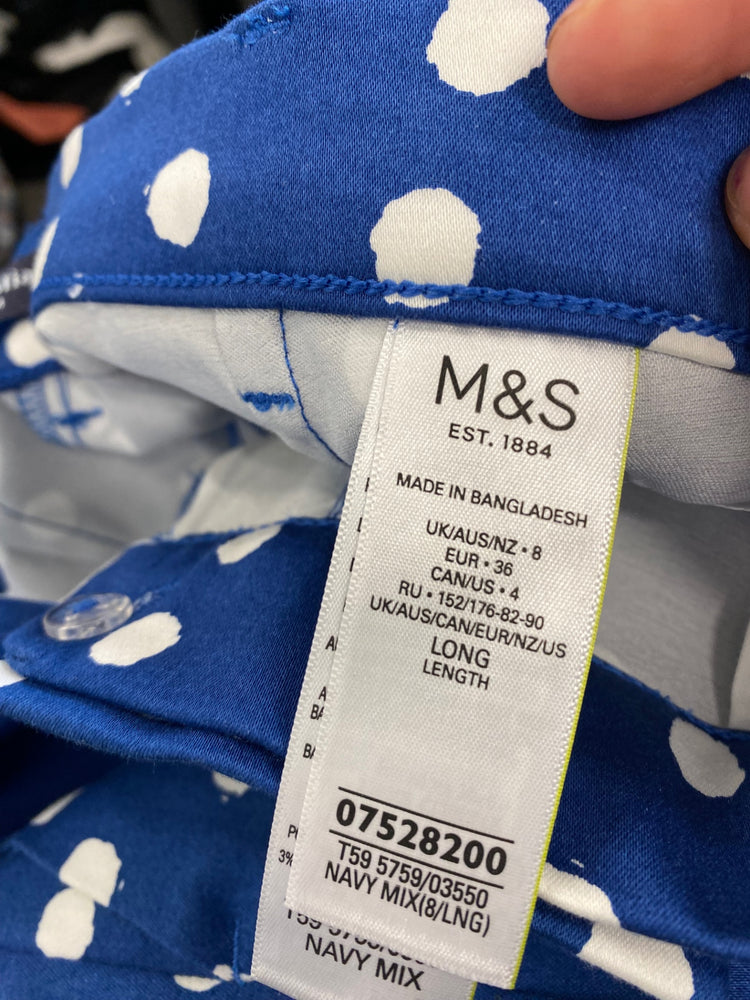 M&S
EST. 1884
MADE IN BANGLADESH
UK/AUS/NZ • 8
EUR • 36
CAN/US • 4
RU • 152/176-82-90
UK/AUS/CAN/EUR/NZ/US
LONG
LENGTH
07528200
T59 5759/03550
NAVY MIX(8/LNG)
3%
NAVY MIX